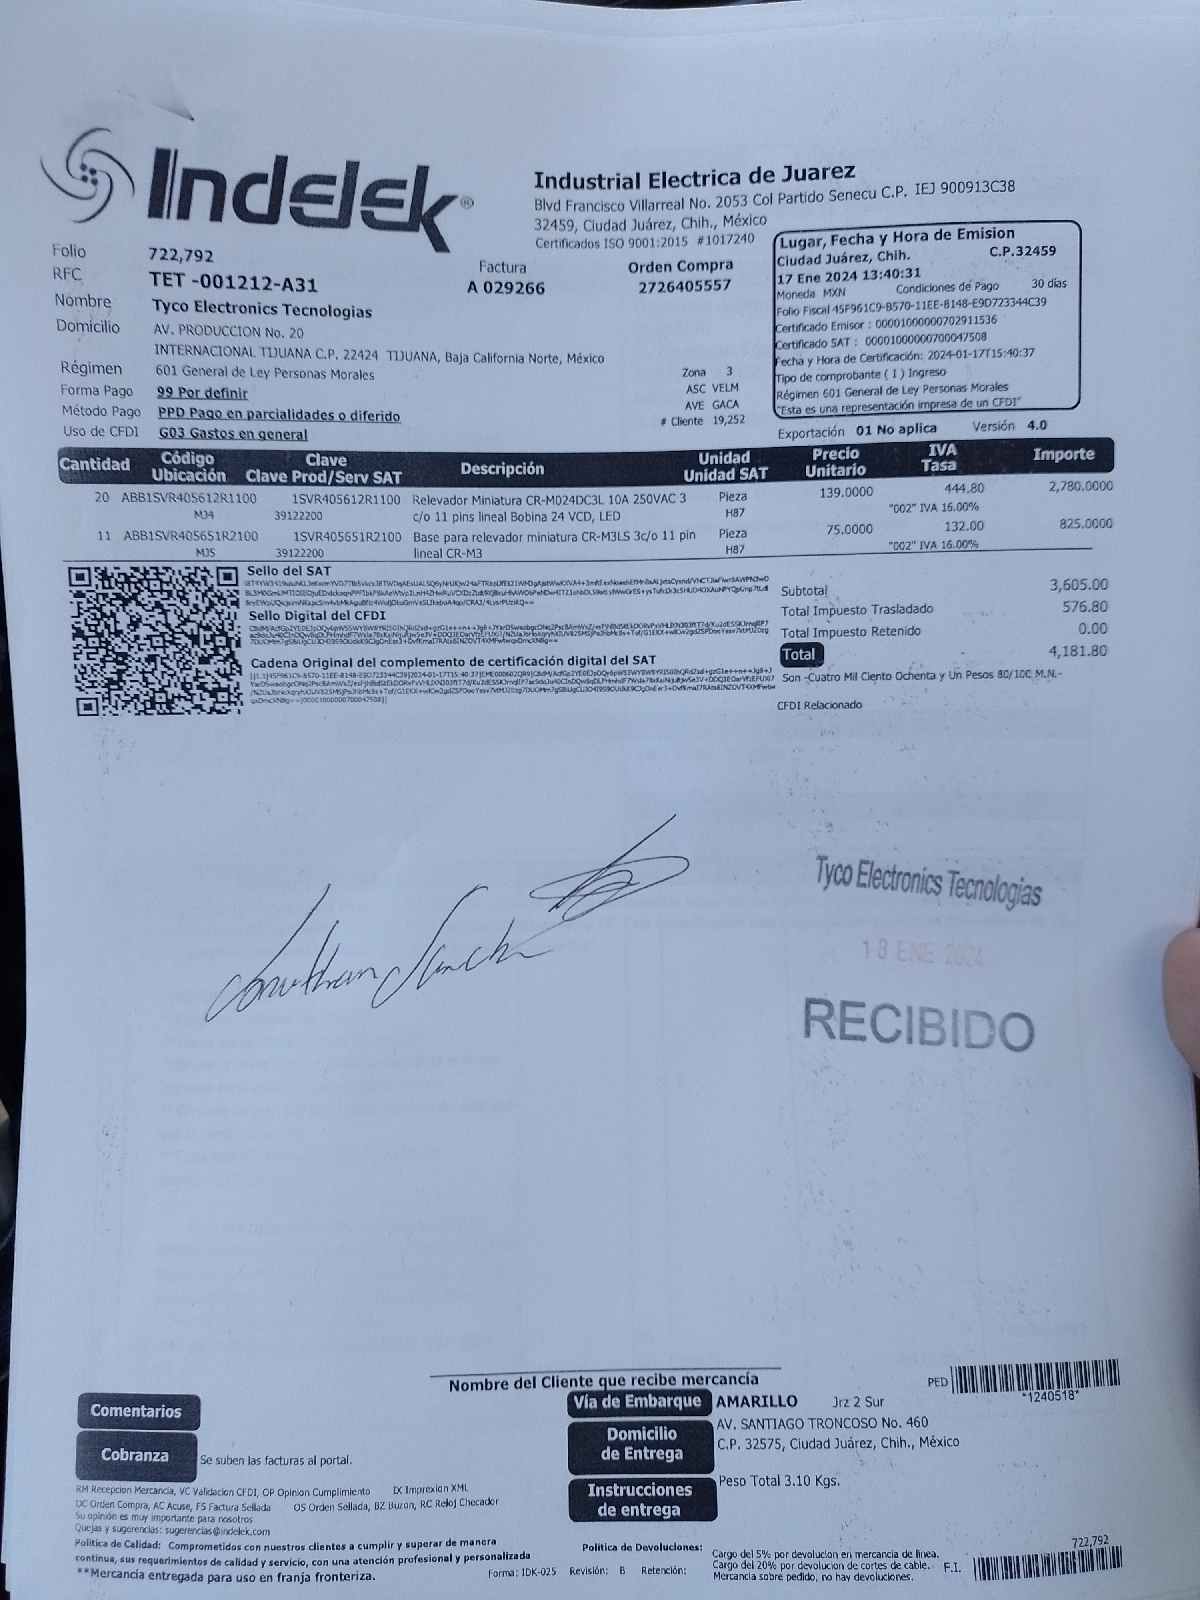 Indelek®
Industrial Electrica de Juarez
Blvd Francisco Villarreal No. 2053 Col Partido Senecu C.P. IEJ 900913C38
32459, Ciudad Juárez, Chih., México
Certificados ISO 9001:2015 #1017240
Folio 722,792
RFC TET -001212-A31
Factura
A 029266
Orden Compra
2726405557
Nombre Tyco Electronics Tecnologias
Domicilio AV. PRODUCCION No. 20
INTERNACIONAL TIJUANA C.P. 22424 TIJUANA, Baja California Norte, México
Régimen 601 General de Ley Personas Morales
Forma Pago 99 Por definir
Método Pago PPD Pago en parcialidades o diferido
Uso de CFDI G03 Gastos en general
Zona 3
ASC VELM
AVE GACA
# Cliente 19,252
Lugar, Fecha y Hora de Emision
Ciudad Juárez, Chih. C.P.32459
17 Ene 2024 13:40:31
Moneda MXN Condiciones de Pago 30 días
Folio Fiscal 45F961C9-B570-11EE-8148-E9D723344C39
Certificado Emisor : 00001000000702911536
Certificado SAT : 00001000000700047508
Fecha y Hora de Certificación: 2024-01-17T15:40:37
Tipo de comprobante ( I ) Ingreso
Régimen 601 General de Ley Personas Morales
"Esta es una representación impresa de un CFDI"
Exportación 01 No aplica Versión 4.0
Cantidad Código Ubicación Clave Clave Prod/Serv SAT Descripción Unidad Unidad SAT Precio Unitario IVA Tasa Importe
20 ABB1SVR405612R1100 1SVR405612R1100 Relevador Miniatura CR-M024DC3L 10A 250VAC 3 Pieza 139.0000 444.80 2,780.0000
MJ4 39122200 c/o 11 pins lineal Bobina 24 VCD, LED H87 "002" IVA 16.00%
11 ABB1SVR405651R2100 1SVR405651R2100 Base para relevador miniatura CR-M3LS 3c/o 11 pin Pieza 75.0000 132.00 825.0000
MJ5 39122200 lineal CR-M3 H87 "002" IVA 16.00%
Sello del SAT
Sello Digital del CFDI
Cadena Original del complemento de certificación digital del SAT
Subtotal 3,605.00
Total Impuesto Trasladado 576.80
Total Impuesto Retenido 0.00
Total 4,181.80
Son -Cuatro Mil Ciento Ochenta y Un Pesos 80/100 M.N.-
CFDI Relacionado
Jonathan Sanchez
Tyco Electronics Tecnologias
18 ENE 2024
RECIBIDO
Nombre del Cliente que recibe mercancía
PED
*1240518*
Comentarios
Cobranza Se suben las facturas al portal.
Vía de Embarque AMARILLO Jrz 2 Sur
Domicilio de Entrega AV. SANTIAGO TRONCOSO No. 460
C.P. 32575, Ciudad Juárez, Chih., México
Instrucciones de entrega Peso Total 3.10 Kgs.
RM Recepcion Mercancia, VC Validacion CFDI, OP Opinion Cumplimiento IX Impresion XML
OC Orden Compra, AC Acuse, FS Factura Sellada OS Orden Sellada, BZ Buzon, RC Reloj Checador
Su opinión es muy importante para nosotros
Quejas y sugerencias: sugerencias@indelek.com
Politica de Calidad: Comprometidos con nuestros clientes a cumplir y superar de manera
continua, sus requerimientos de calidad y servicio, con una atención profesional y personalizada
**Mercancía entregada para uso en franja fronteriza.
Forma: IDK-025 Revisión: B Retención:
Politica de Devoluciones: Cargo del 5% por devolucion en mercancia de linea.
Cargo del 20% por devolucion de cortes de cable.
Mercancia sobre pedido, no hay devoluciones.
722,792
F.I.